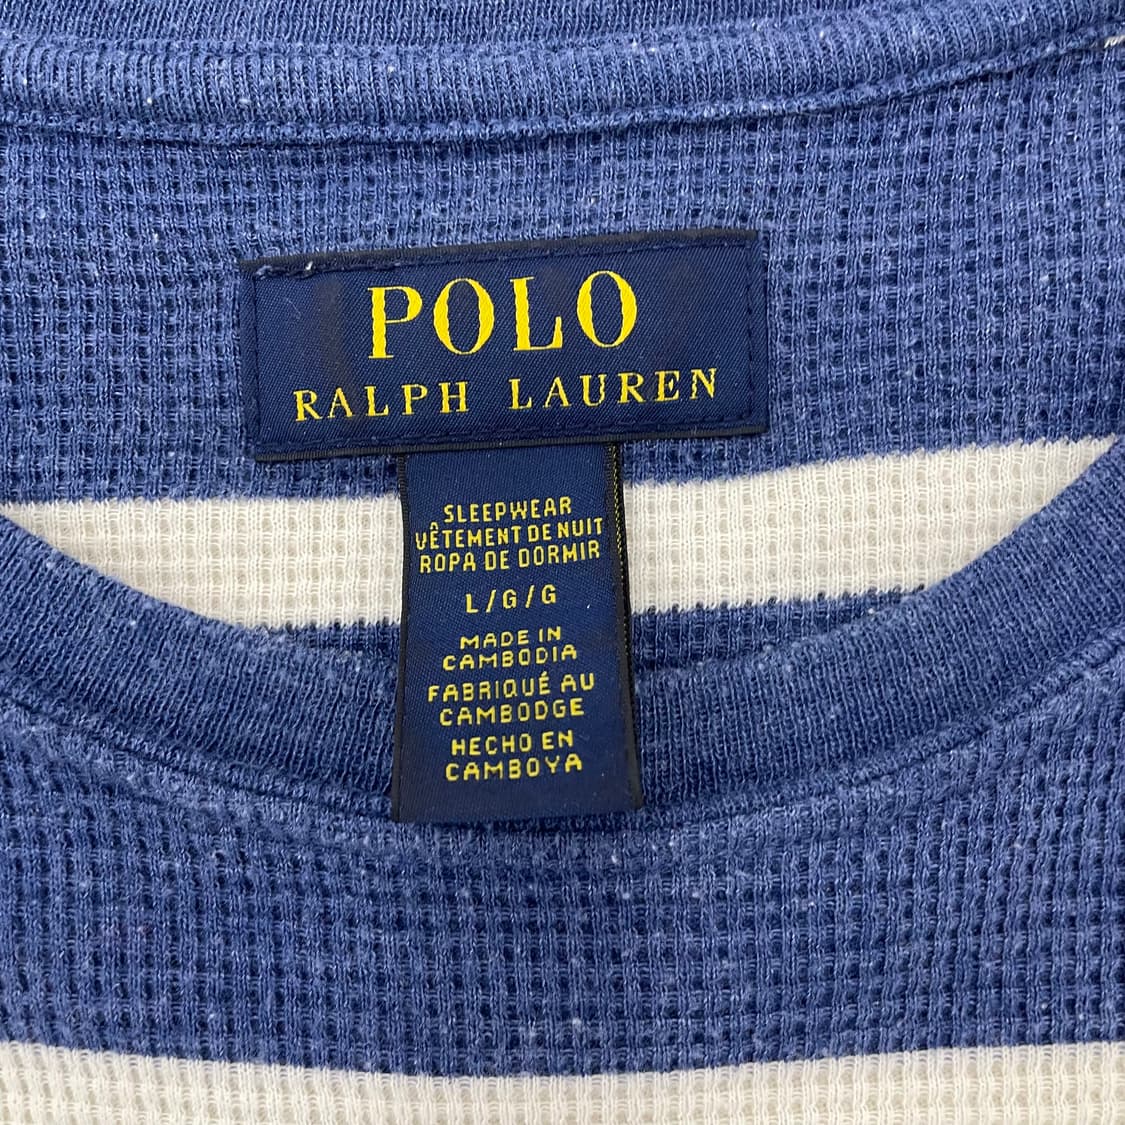 POLO
RALPH LAUREN
SLEEPWEAR
VÊTEMENT DE NUIT
ROPA DE DORMIR
L/G/G
MADE IN
CAMBODIA
FABRIQUÉ AU
CAMBODGE
HECHO EN
CAMBOYA